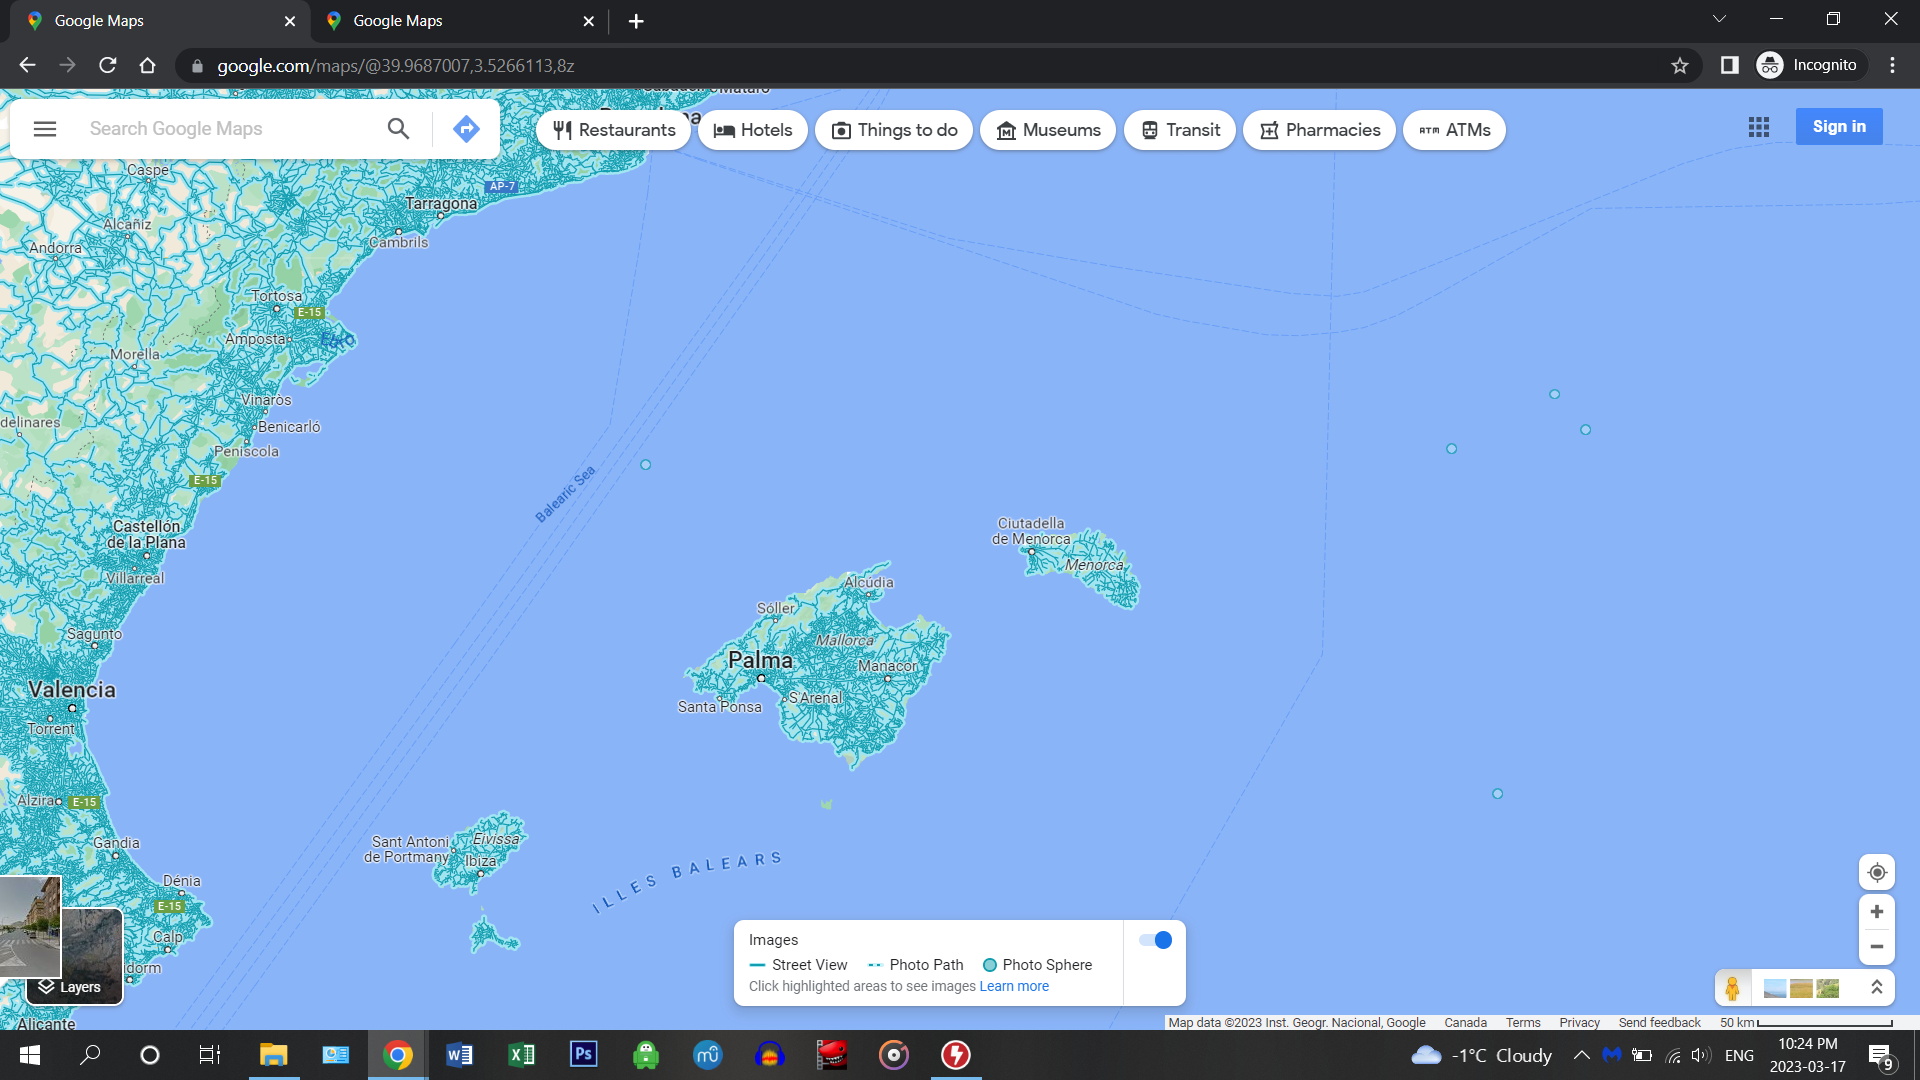 Google Maps
Google Maps
google.com/maps/@39.9687007,3.5266113,8z
Incognito
Search Google Maps
Restaurants
Hotels
Things to do
Museums
Transit
Pharmacies
ATM ATMs
Sign in
Mataró
Caspe
AP-7
Tarragona
Alcañiz
Andorra
Cambrils
Tortosa
E-15
Amposta
Ebro
Morella
Vinaròs
delinares
Benicarló
Peniscola
E-15
Balearic Sea
Castellón
de la Plana
Villarreal
Ciutadella
de Menorca
Menorca
Alcúdia
Sóller
Mallorca
Sagunto
Palma
Manacor
Valencia
S'Arenal
Santa Ponsa
Torrent
Alzira
E-15
Gandia
Sant Antoni
de Portmany
Eivissa
Ibiza
ILLES BALEARS
Dénia
E-15
Calp
idorm
Layers
Alicante
Images
Street View
Photo Path
Photo Sphere
Click highlighted areas to see images Learn more
Map data ©2023 Inst. Geogr. Nacional, Google
Canada
Terms
Privacy
Send feedback
50 km
-1°C Cloudy
ENG
10:24 PM
2023-03-17
9